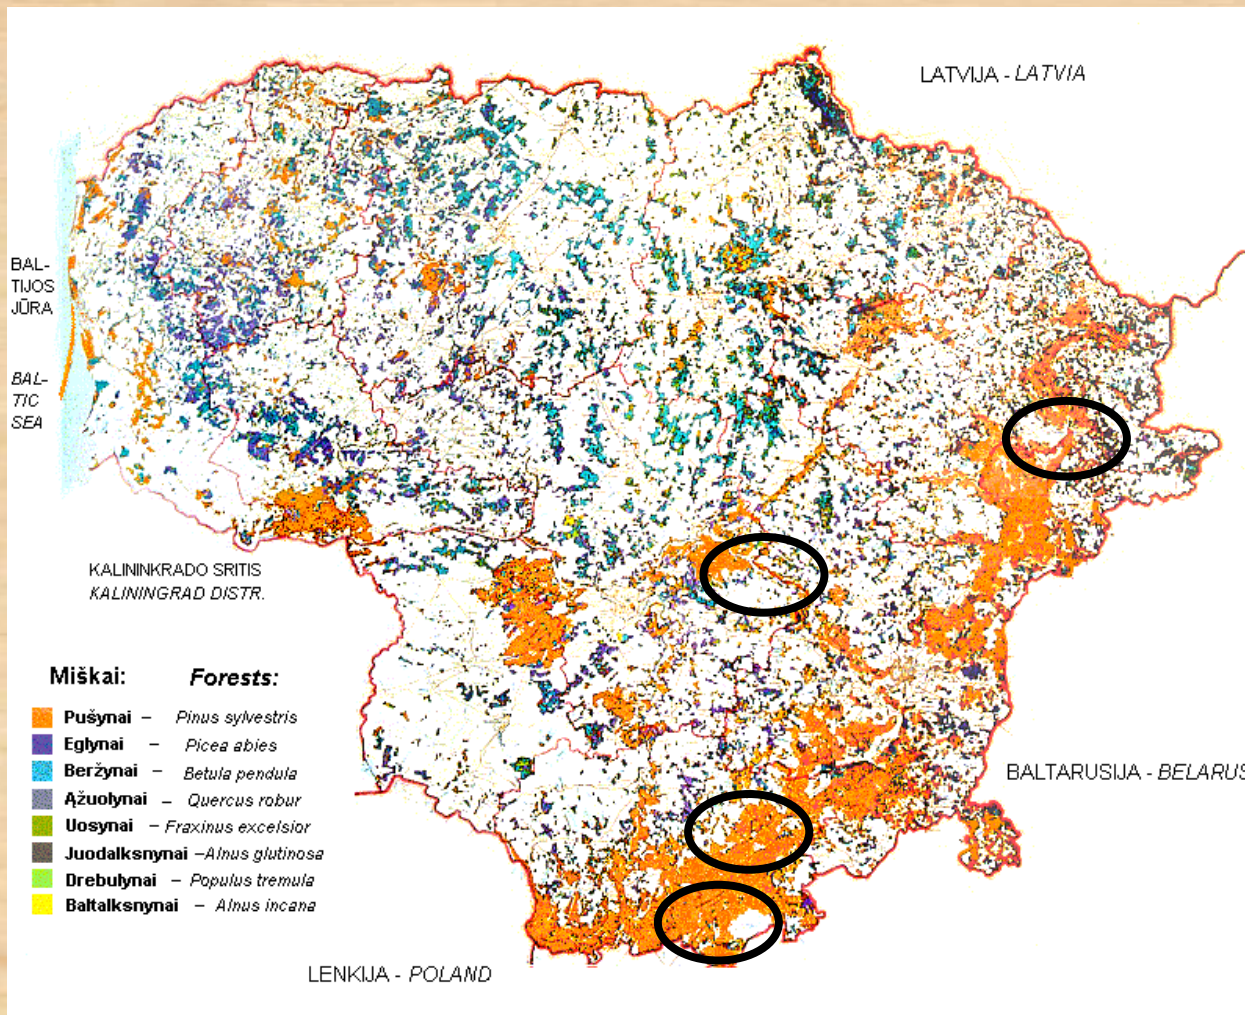 LATVIJA - LATVIA
BAL-
TIJOS
JŪRA
BAL-
TIC
SEA
KALININKRADO SRITIS
KALININGRAD DISTR.
Miškai: Forests:
Pušynai – Pinus sylvestris
Eglynai – Picea abies
Beržynai – Betula pendula
Ąžuolynai – Quercus robur
Uosynai – Fraxinus excelsior
Juodalksnynai – Alnus glutinosa
Drebulynai – Populus tremula
Baltalksnynai – Alnus incana
BALTARUSIJA - BELARUS
LENKIJA - POLAND